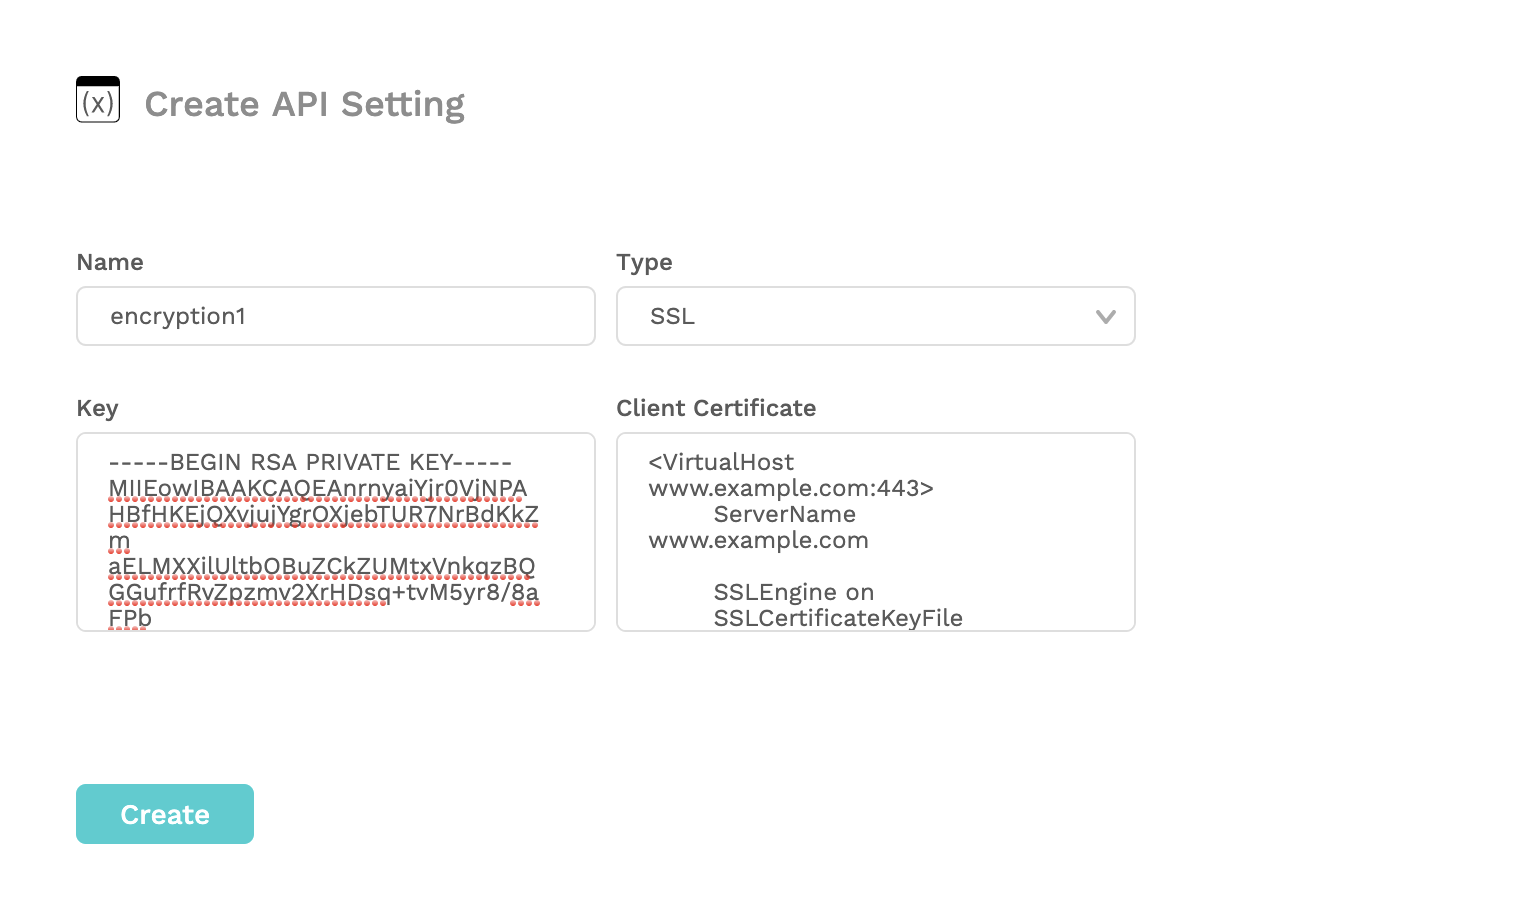 (x) Create API Setting
Name
Type
encryption1
SSL
Key
Client Certificate
-----BEGIN RSA PRIVATE KEY-----
MIIEowIBAAKCAQEAnrnyaiYjr0VjNPA
HBfHKEjQXvjujYgrOXjebTUR7NrBdKkZ
m
aELMXXilUltbOBuZCkZUMtxVnkqzBQ
GGufrfRvZpzmv2XrHDsq+tvM5yr8/8a
FPb
<VirtualHost
www.example.com:443>
ServerName
www.example.com
SSLEngine on
SSLCertificateKeyFile
Create